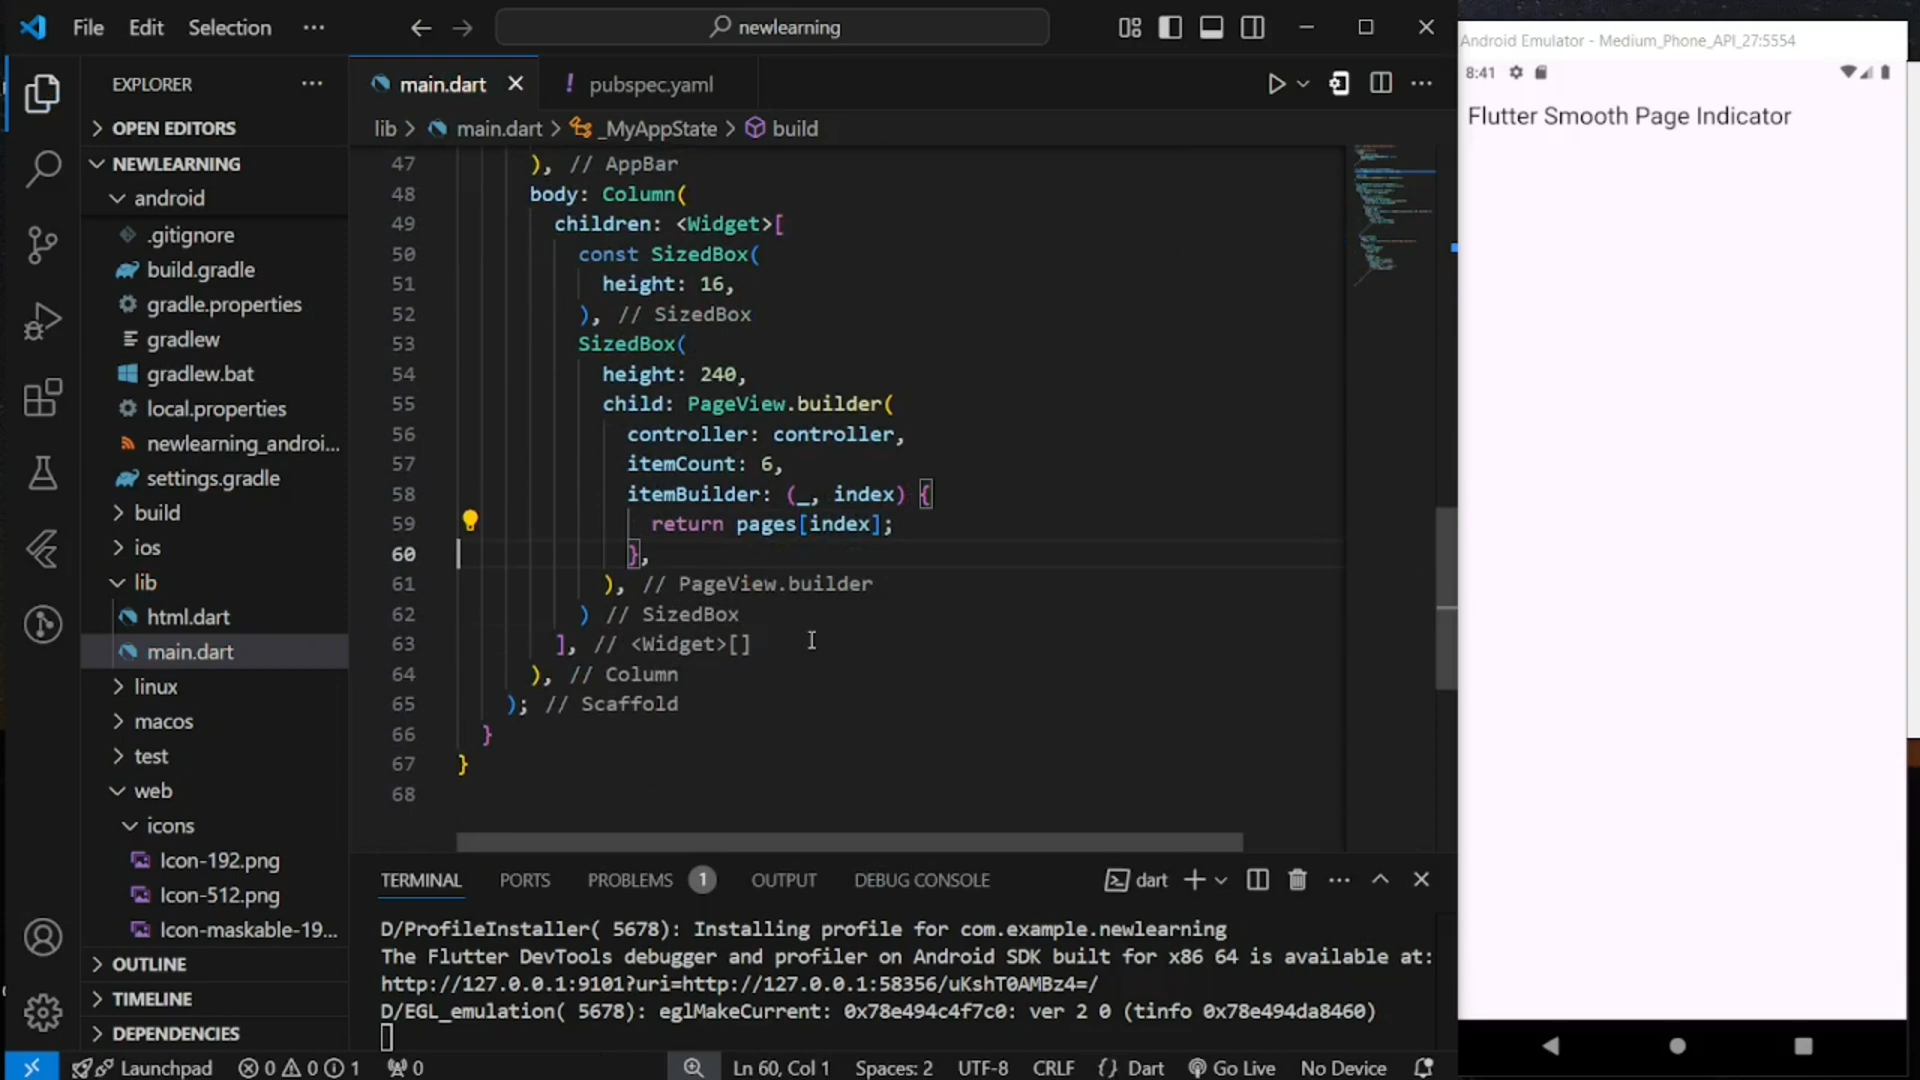 File Edit Selection ··· newlearning
EXPLORER ···
OPEN EDITORS
NEWLEARNING
android
.gitignore
build.gradle
gradle.properties
gradlew
gradlew.bat
local.properties
newlearning_androi...
settings.gradle
build
ios
lib
html.dart
main.dart
linux
macos
test
web
icons
Icon-192.png
Icon-512.png
Icon-maskable-19...
OUTLINE
TIMELINE
DEPENDENCIES
main.dart
! pubspec.yaml
lib > main.dart > _MyAppState > build
47 ), // AppBar
48 body: Column(
49 children: <Widget>[
50 const SizedBox(
51 height: 16,
52 ), // SizedBox
53 SizedBox(
54 height: 240,
55 child: PageView.builder(
56 controller: controller,
57 itemCount: 6,
58 itemBuilder: (_, index) {
59 return pages[index];
60 },
61 ), // PageView.builder
62 ) // SizedBox
63 ], // <Widget>[]
64 ), // Column
65 ); // Scaffold
66 }
67 }
68
TERMINAL PORTS PROBLEMS 1 OUTPUT DEBUG CONSOLE dart
D/ProfileInstaller( 5678): Installing profile for com.example.newlearning
The Flutter DevTools debugger and profiler on Android SDK built for x86 64 is available at:
http://127.0.0.1:9101?uri=http://127.0.0.1:58356/uKshT0AMBz4=/
D/EGL_emulation( 5678): eglMakeCurrent: 0x78e494c4f7c0: ver 2 0 (tinfo 0x78e494da8460)
Launchpad 0 0 1 0 Ln 60, Col 1 Spaces: 2 UTF-8 CRLF {} Dart Go Live No Device
Android Emulator - Medium_Phone_API_27:5554
8:41
Flutter Smooth Page Indicator